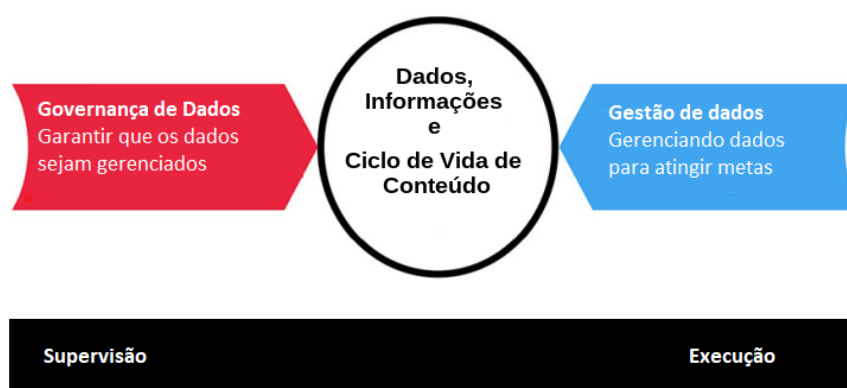 Governança de Dados
Garantir que os dados
sejam gerenciados
Dados,
Informações
e
Ciclo de Vida de
Conteúdo
Gestão de dados
Gerenciando dados
para atingir metas
Supervisão
Execução